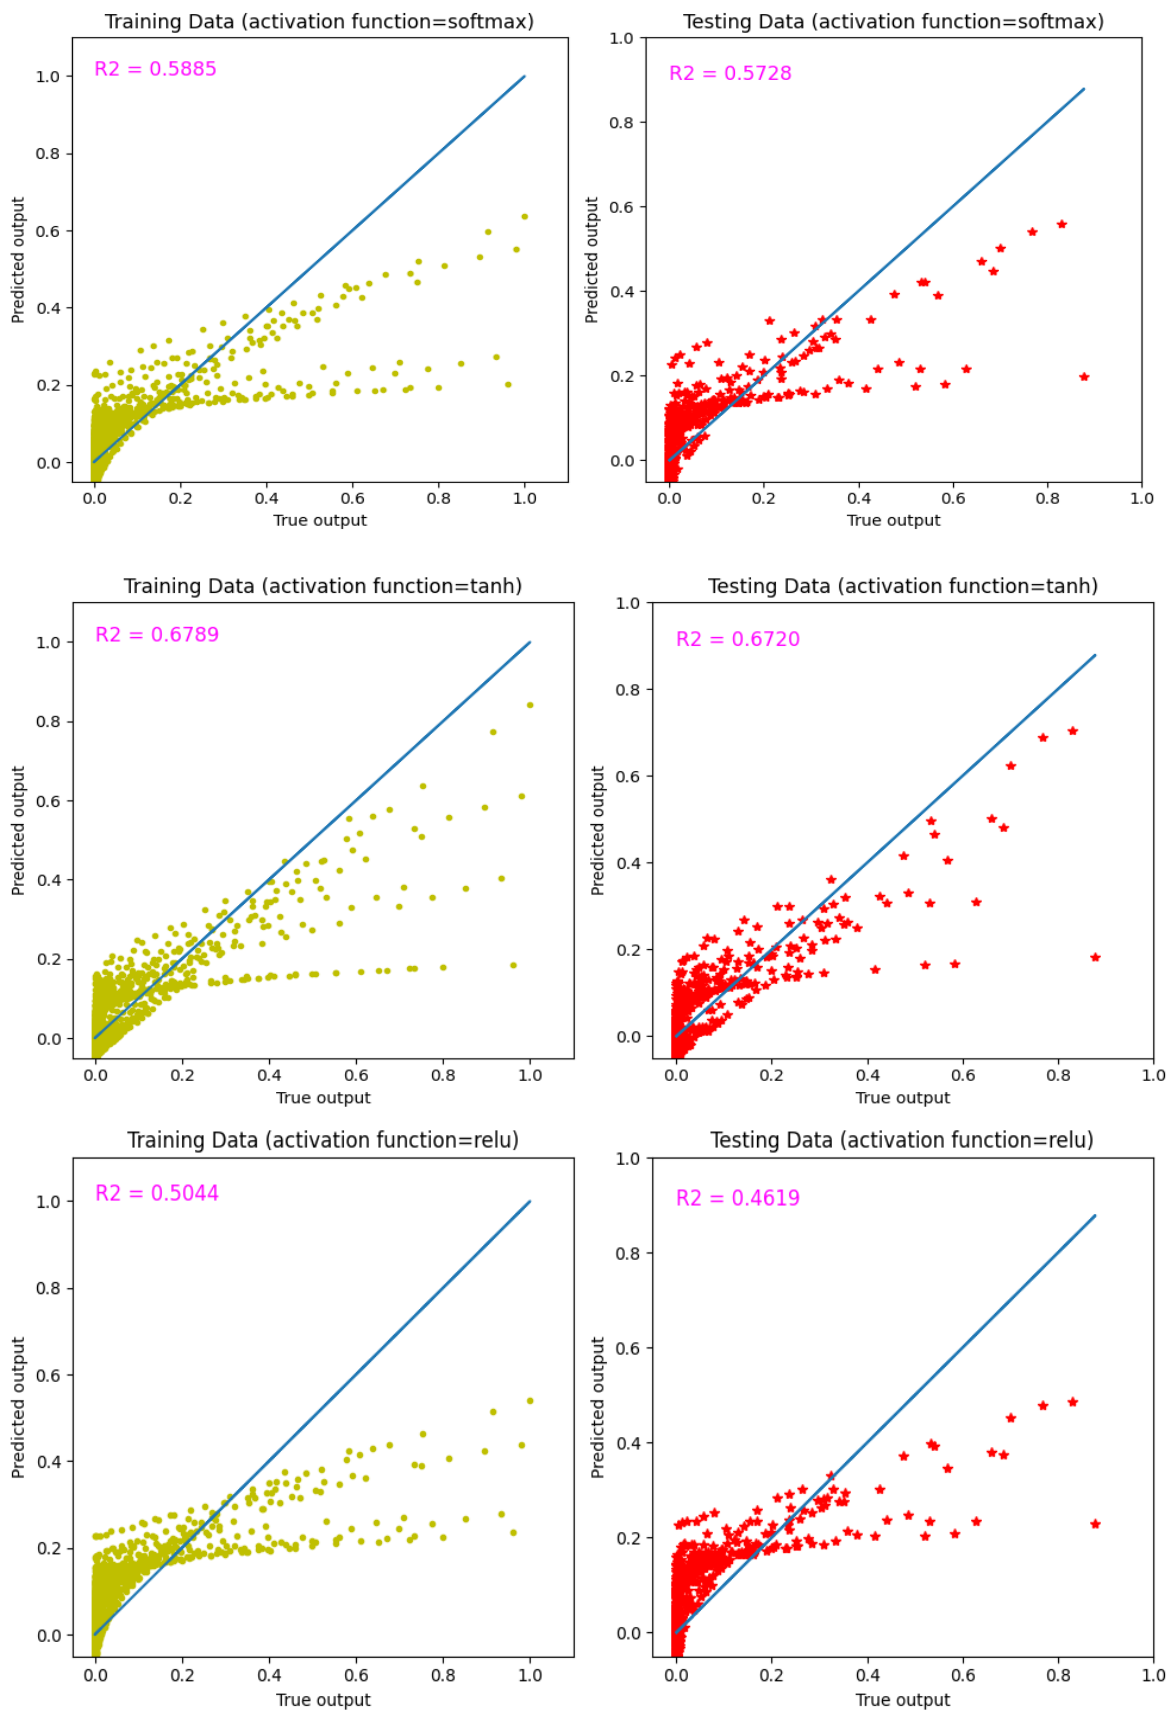 Training Data (activation function=softmax)
R2 = 0.5885
1.0
0.8
0.6
0.4
0.2
0.0
Predicted output
0.0 0.2 0.4 0.6 0.8 1.0
True output
Testing Data (activation function=softmax)
R2 = 0.5728
1.0
0.8
0.6
0.4
0.2
0.0
Predicted output
0.0 0.2 0.4 0.6 0.8 1.0
True output
Training Data (activation function=tanh)
R2 = 0.6789
1.0
0.8
0.6
0.4
0.2
0.0
Predicted output
0.0 0.2 0.4 0.6 0.8 1.0
True output
Testing Data (activation function=tanh)
R2 = 0.6720
1.0
0.8
0.6
0.4
0.2
0.0
Predicted output
0.0 0.2 0.4 0.6 0.8 1.0
True output
Training Data (activation function=relu)
R2 = 0.5044
1.0
0.8
0.6
0.4
0.2
0.0
Predicted output
0.0 0.2 0.4 0.6 0.8 1.0
True output
Testing Data (activation function=relu)
R2 = 0.4619
1.0
0.8
0.6
0.4
0.2
0.0
Predicted output
0.0 0.2 0.4 0.6 0.8 1.0
True output